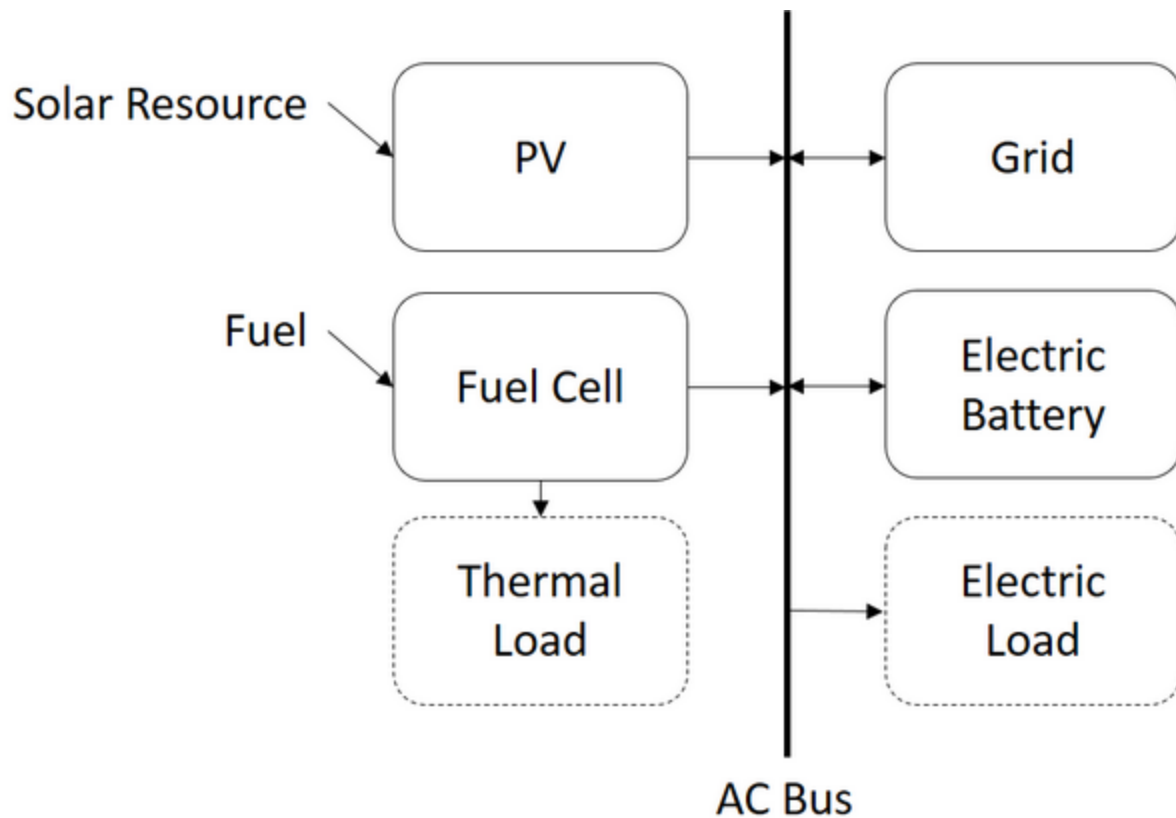 Solar Resource
PV
Grid
Fuel
Fuel Cell
Electric
Battery
Thermal
Load
Electric
Load
AC Bus